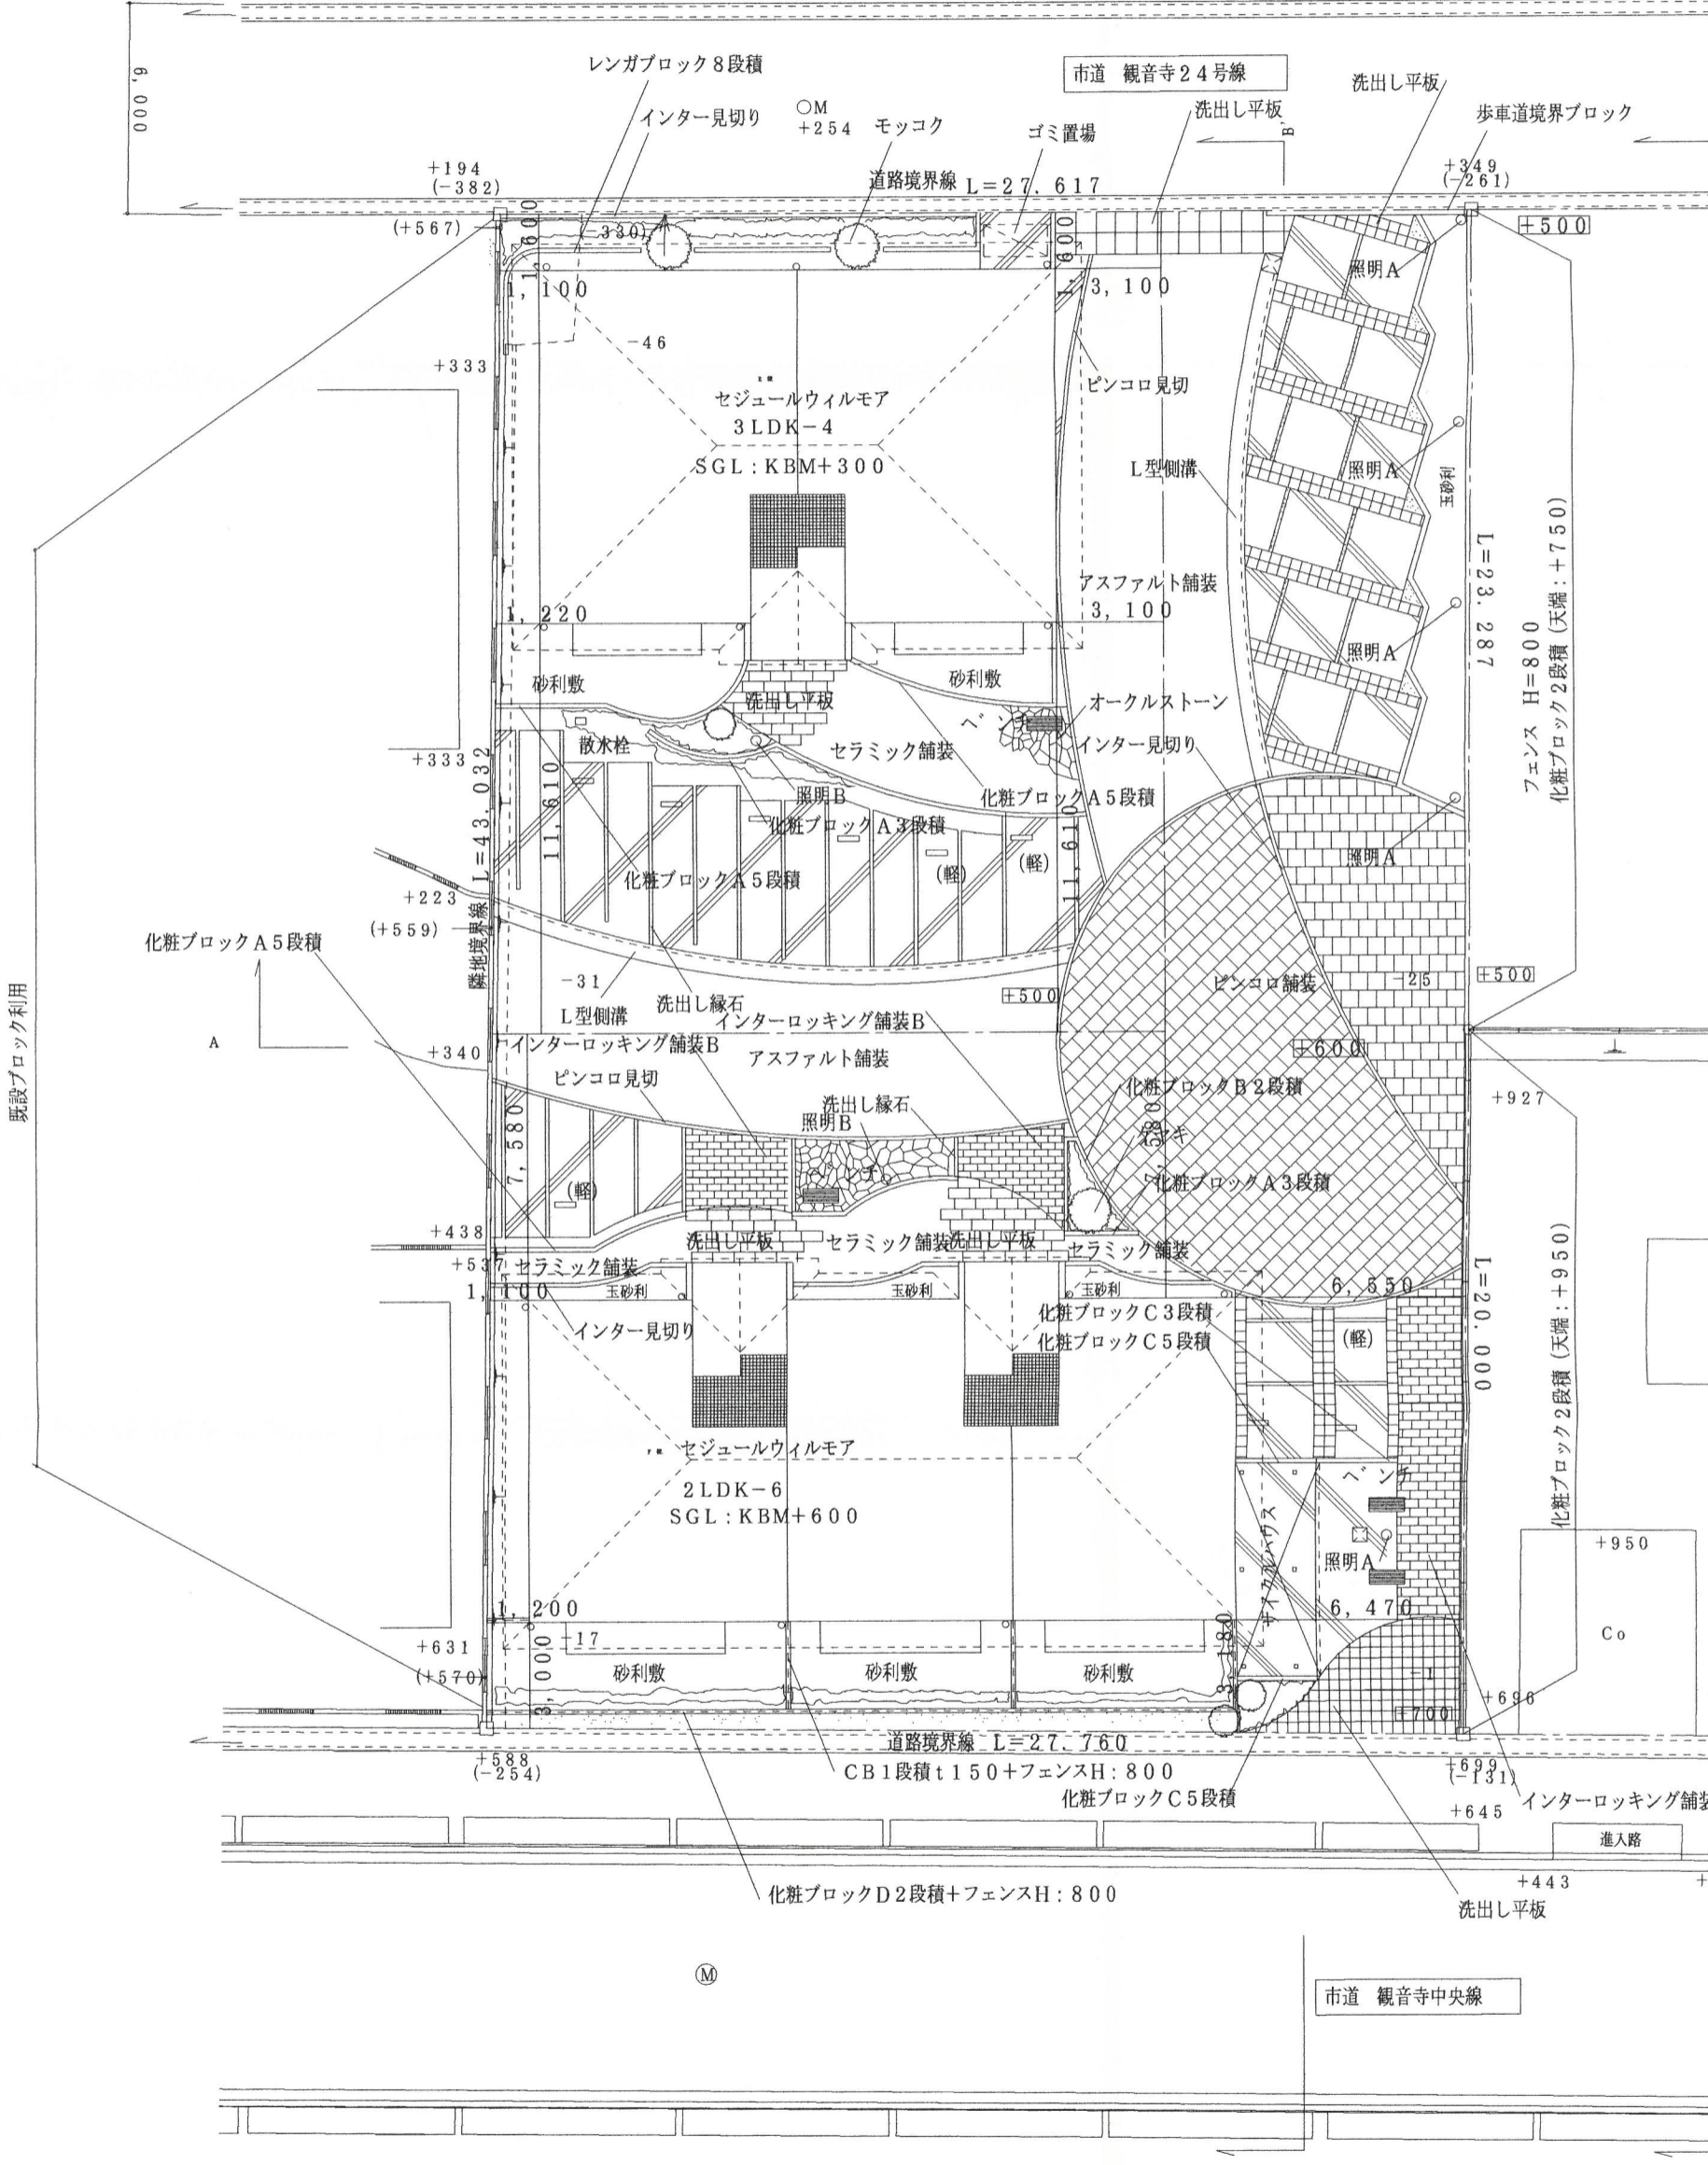 6,000
レンガブロック8段積
インター見切り
○M
+254
モッコク
ゴミ置場
市道 観音寺24号線
洗出し平板
B
洗出し平板
歩車道境界ブロック
+194
(-382)
道路境界線 L=27.617
+349
(-261)
(+567)
1,600
(-330)
1,600
+500
照明A
1,100
3,100
-46
+333
ピンコロ見切
セジュールウィルモア
3LDK-4
SGL:KBM+300
L型側溝
照明A
玉砂利
L=23.287
フェンス H=800
化粧ブロック2段積(天端:+750)
アスファルト舗装
1,220
3,100
照明A
砂利敷
砂利敷
洗出し平板
オークルストーン
ベンチ
散水栓
セラミック舗装
インター見切り
+333
L=43.032
隣地境界線
11,610
照明B
化粧ブロックA5段積
化粧ブロックA3段積
11,610
(軽)
(軽)
照明A
化粧ブロックA5段積
+223
(+559)
化粧ブロックA5段積
既設ブロック利用
-31
L型側溝
洗出し縁石
+500
ピンコロ舗装
-25
+500
インターロッキング舗装B
A
+340
インターロッキング舗装B
アスファルト舗装
+600
ピンコロ見切
化粧ブロックB2段積
+927
7,580
洗出し縁石
照明B
7,580
ベンチ
(軽)
化粧ブロックA3段積
+438
洗出し平板
セラミック舗装
洗出し平板
セラミック舗装
+537
セラミック舗装
1,100
玉砂利
玉砂利
玉砂利
6,550
L=20.000
インター見切り
化粧ブロックC3段積
化粧ブロックC5段積
(軽)
化粧ブロック2段積(天端:+950)
セジュールウィルモア
2LDK-6
SGL:KBM+600
ベンチ
サイクルハウス
照明A
+950
Co
1,200
6,470
-17
3,000
3,180
+631
(+570)
砂利敷
砂利敷
砂利敷
-1
+700
+696
道路境界線 L=27.760
+588
(-254)
+699
(-131)
CB1段積t150+フェンスH:800
化粧ブロックC5段積
+645
インターロッキング舗装
進入路
+443
化粧ブロックD2段積+フェンスH:800
洗出し平板
Ⓜ
市道 観音寺中央線